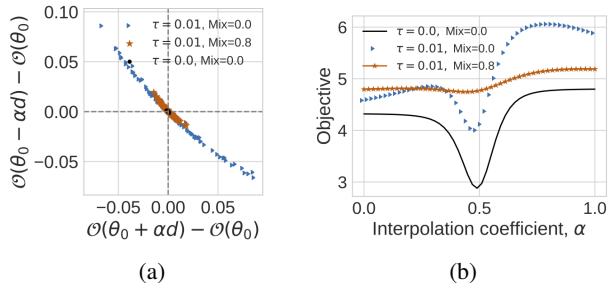 0.10
0.05
0.00
−0.05
𝒪(θ₀ − αd) − 𝒪(θ₀)
τ = 0.01, Mix=0.0
τ = 0.01, Mix=0.8
τ = 0.0, Mix=0.0
−0.05 0.00 0.05
𝒪(θ₀ + αd) − 𝒪(θ₀)
(a)
6
5
4
3
Objective
τ = 0.0, Mix=0.0
τ = 0.01, Mix=0.0
τ = 0.01, Mix=0.8
0.0 0.5 1.0
Interpolation coefficient, α
(b)